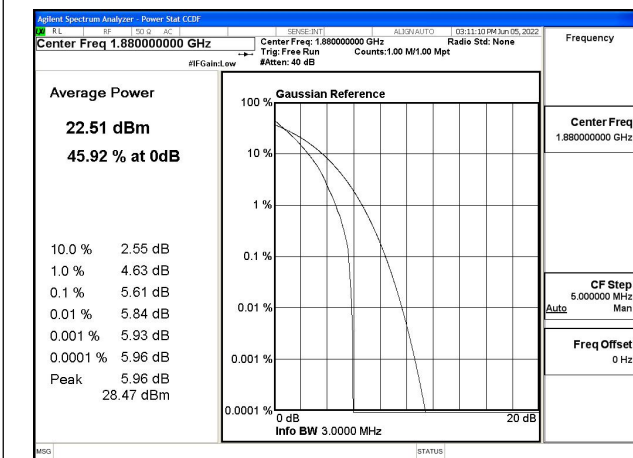 Agilent Spectrum Analyzer - Power Stat CCDF
RL RF 50 Ω AC SENSE:INT ALIGN AUTO 03:11:10 PM Jun 05, 2022
Center Freq 1.880000000 GHz
Center Freq: 1.880000000 GHz Radio Std: None
Trig: Free Run Counts:1.00 M/1.00 Mpt
#IFGain:Low #Atten: 40 dB
Frequency
Average Power
22.51 dBm
45.92 % at 0dB
10.0 % 2.55 dB
1.0 % 4.63 dB
0.1 % 5.61 dB
0.01 % 5.84 dB
0.001 % 5.93 dB
0.0001 % 5.96 dB
Peak 5.96 dB
28.47 dBm
Gaussian Reference
100 %
10 %
1 %
0.1 %
0.01 %
0.001 %
0.0001 %
0 dB 20 dB
Info BW 3.0000 MHz
Center Freq
1.880000000 GHz
CF Step
5.000000 MHz
Auto Man
Freq Offset
0 Hz
MSG STATUS